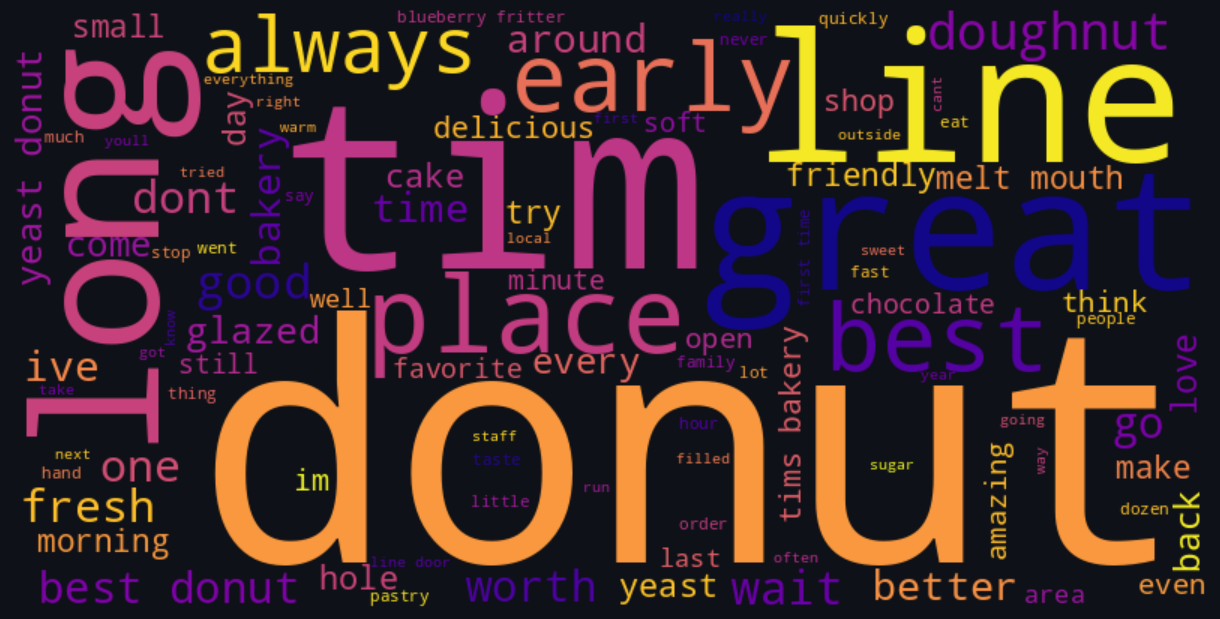 small
always
blueberry fritter
around
really
never
quickly
doughnut
early
line
long
yeast donut
everything
right
day
much
youll
warm
delicious
first
soft
shop
cant
eat
outside
tim
tried
dont
bakery
say
cake
time
try
local
friendly
melt mouth
great
come
stop
went
good
well
minute
place
first time
sweet
fast
chocolate
think
people
best
know
got
glazed
still
ive
take
thing
favorite
every
open
family
lot
tims bakery
year
love
donut
next
hand
one
fresh
morning
im
staff
taste
little
hour
filled
run
order
sugar
going
way
amazing
go
make
dozen
back
line door
last
often
best donut
hole
pastry
worth
yeast
wait
better
area
even